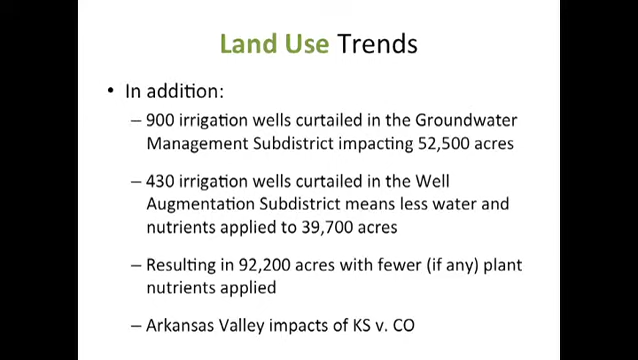 Land Use Trends
• In addition:
– 900 irrigation wells curtailed in the Groundwater
Management Subdistrict impacting 52,500 acres
– 430 irrigation wells curtailed in the Well
Augmentation Subdistrict means less water and
nutrients applied to 39,700 acres
– Resulting in 92,200 acres with fewer (if any) plant
nutrients applied
– Arkansas Valley impacts of KS v. CO